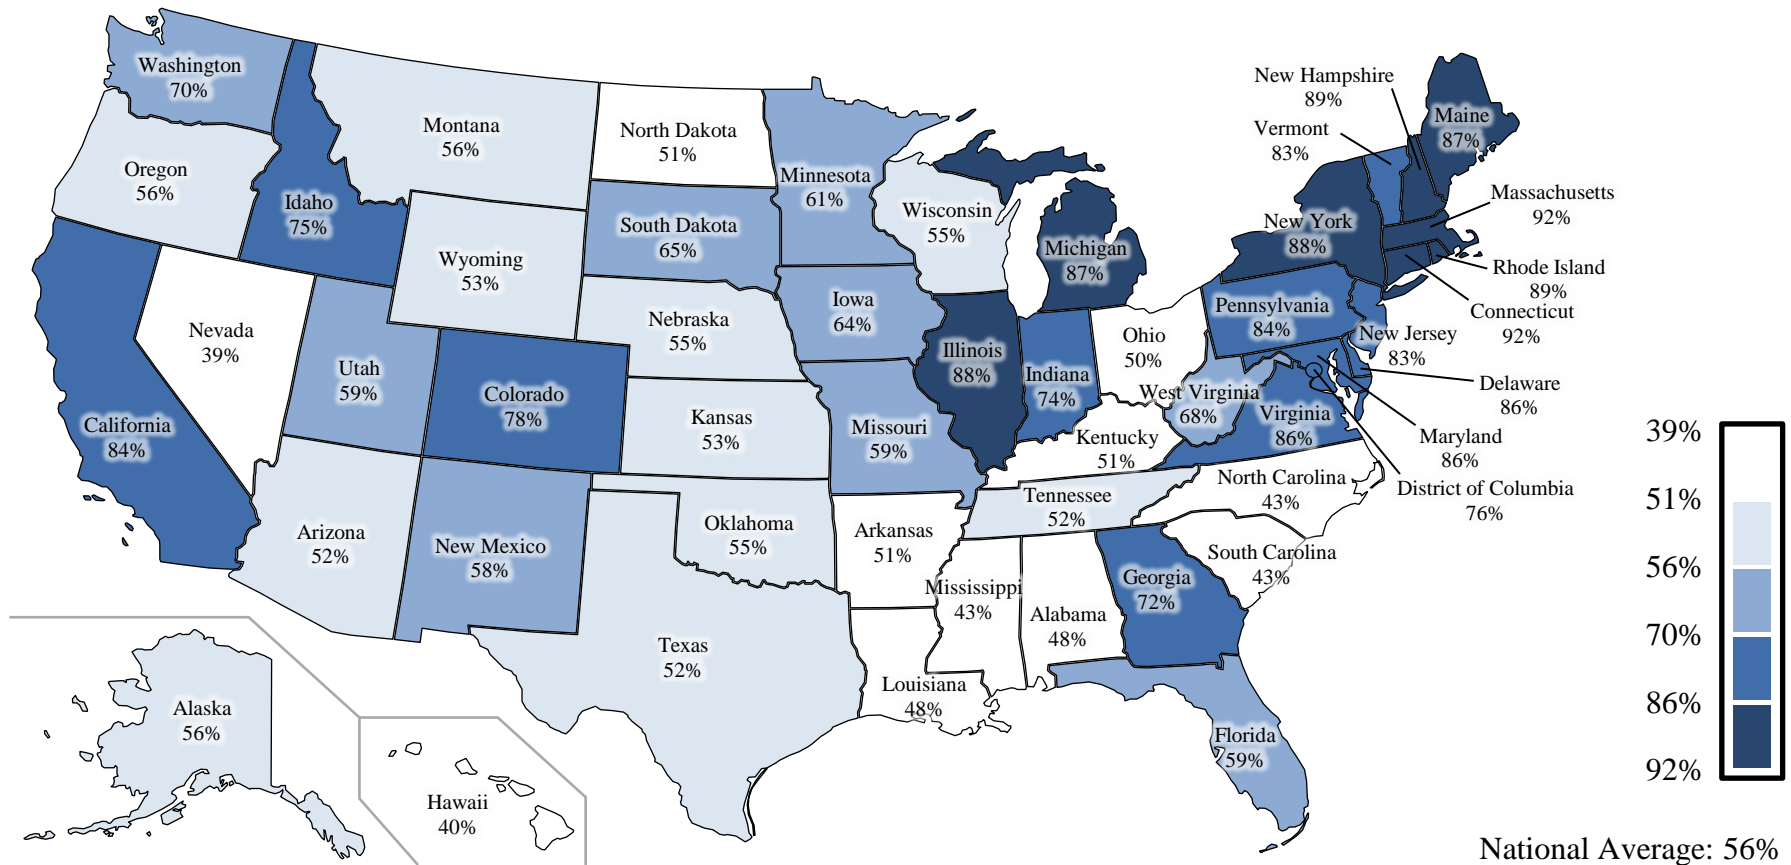 Washington
70%
Oregon
56%
California
84%
Idaho
75%
Nevada
39%
Montana
56%
Wyoming
53%
Utah
59%
Colorado
78%
Arizona
52%
New Mexico
58%
North Dakota
51%
South Dakota
65%
Nebraska
55%
Kansas
53%
Oklahoma
55%
Texas
52%
Minnesota
61%
Iowa
64%
Missouri
59%
Arkansas
51%
Louisiana
48%
Wisconsin
55%
Illinois
88%
Michigan
87%
Indiana
74%
Ohio
50%
Kentucky
51%
Tennessee
52%
Mississippi
43%
Alabama
48%
Georgia
72%
Florida
59%
South Carolina
43%
North Carolina
43%
Virginia
86%
West Virginia
68%
Pennsylvania
84%
New York
88%
Vermont
83%
New Hampshire
89%
Maine
87%
Massachusetts
92%
Rhode Island
89%
Connecticut
92%
New Jersey
83%
Delaware
86%
Maryland
86%
District of Columbia
76%
Alaska
56%
Hawaii
40%
39%
51%
56%
70%
86%
92%
National Average: 56%